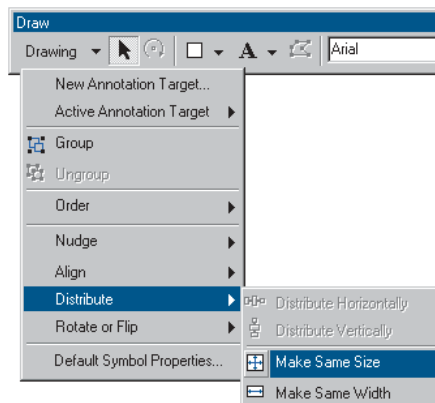 Draw
Drawing A Arial
New Annotation Target...
Active Annotation Target
Group
Ungroup
Order
Nudge
Align
Distribute
Rotate or Flip
Default Symbol Properties...
Distribute Horizontally
Distribute Vertically
Make Same Size
Make Same Width